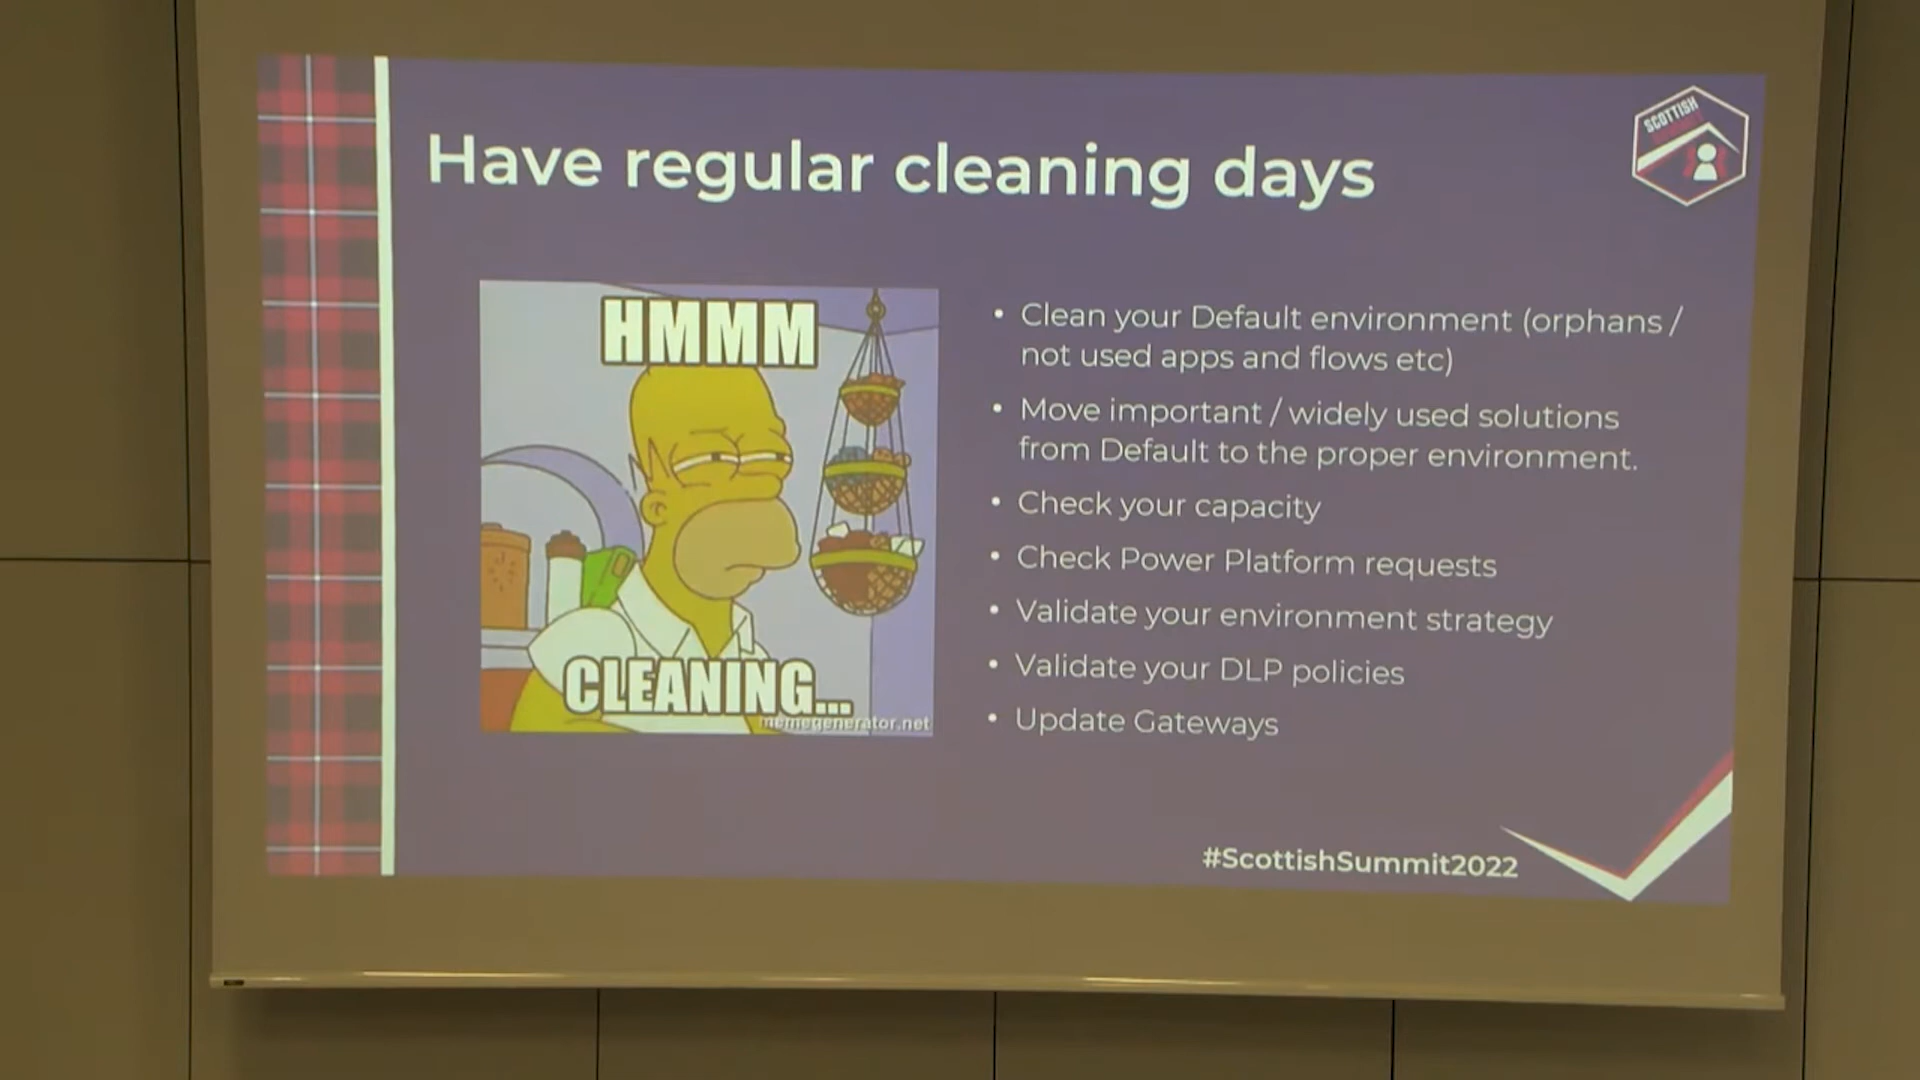 SCOTTISH
Have regular cleaning days
HMMM
CLEANING...
memegenerator.net
• Clean your Default environment (orphans /
not used apps and flows etc)
• Move important / widely used solutions
from Default to the proper environment.
• Check your capacity
• Check Power Platform requests
• Validate your environment strategy
• Validate your DLP policies
• Update Gateways
#ScottishSummit2022